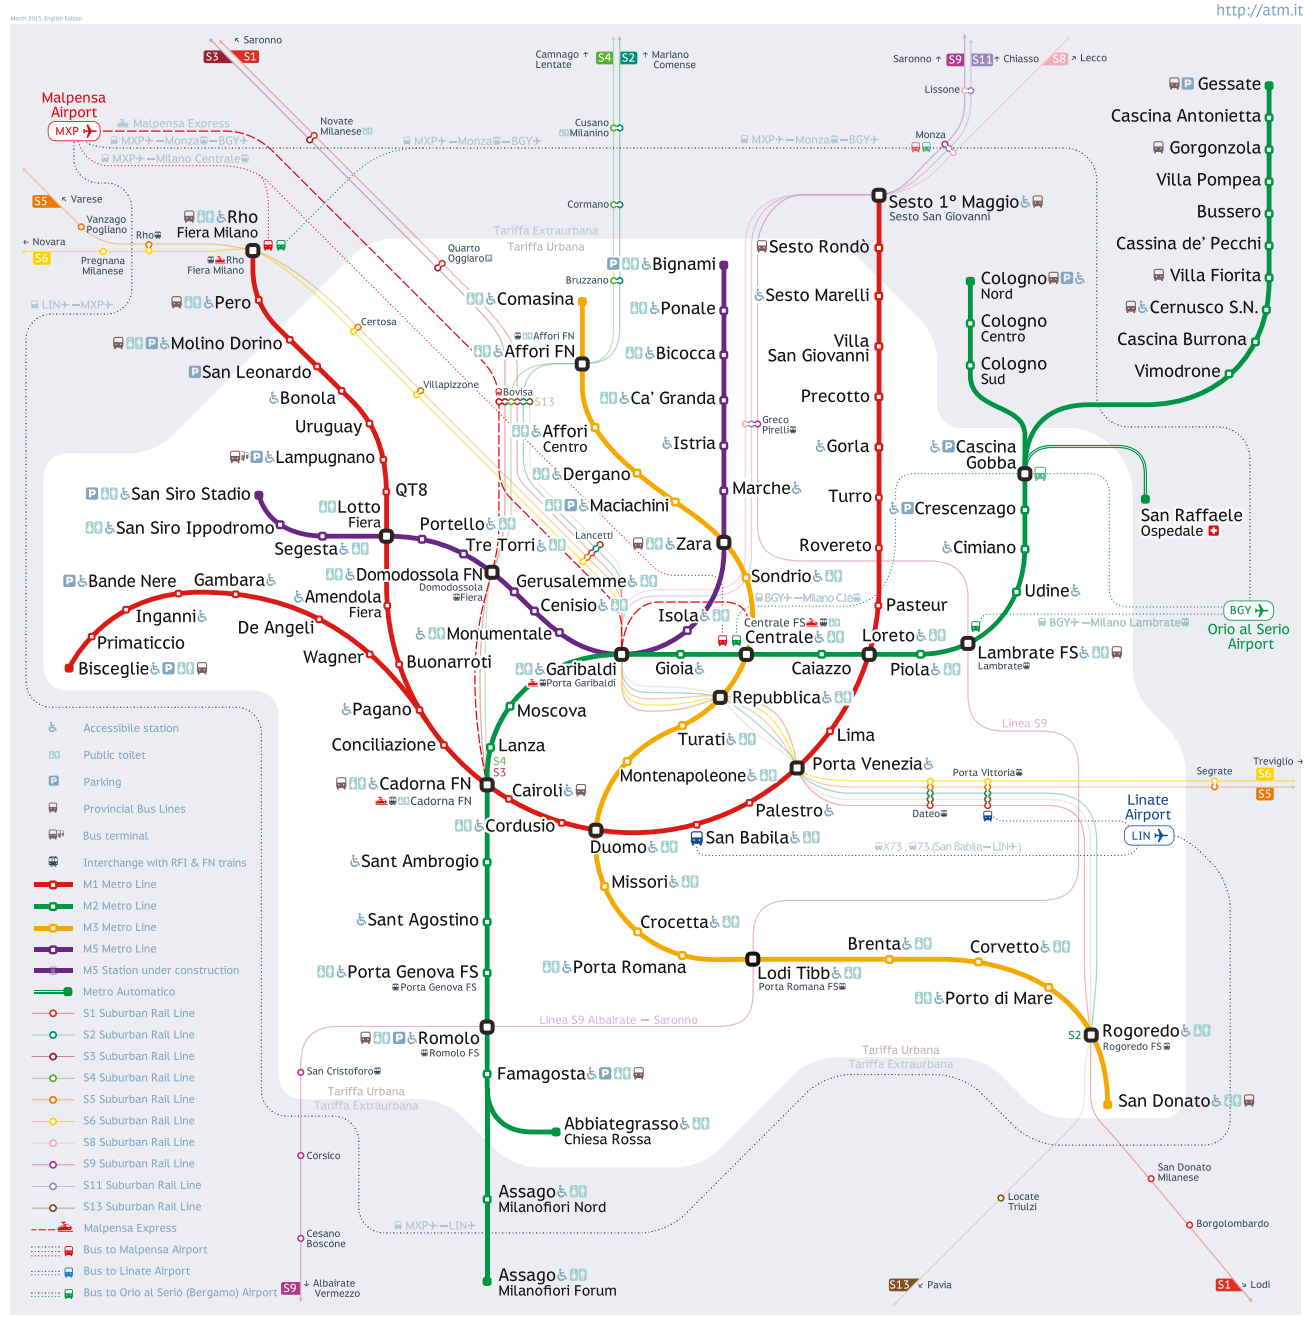 March 2015, English Edition
http://atm.it
Saronno
S3 S1
Camnago
Lentate
S4 S2
Mariano
Comense
Saronno
S9 S11
Chiasso
S8
Lecco
Lissone
Malpensa
Airport
MXP
Malpensa Express
MXP — Monza — BGY
MXP — Monza — BGY
MXP — Monza — BGY
MXP — Milano Centrale
Novate
Milanese
Cusano
Milanino
Monza
Gessate
Cascina Antonietta
Gorgonzola
Villa Pompea
Bussero
Cassina de’ Pecchi
Villa Fiorita
Cernusco S.N.
Cascina Burrona
Vimodrone
S5
Varese
Vanzago
Pogliano
Novara
S6
Pregnana
Milanese
Rho
Rho
Fiera Milano
Rho
Fiera Milano
Cormano
Tariffa Extraurbana
Tariffa Urbana
Quarto
Oggiaro
Bruzzano
Sesto 1° Maggio
Sesto San Giovanni
Sesto Rondò
Sesto Marelli
Villa
San Giovanni
Precotto
Gorla
Turro
Rovereto
Pasteur
Cologno
Nord
Cologno
Centro
Cologno
Sud
Cascina
Gobba
Crescenzago
Cimiano
Udine
San Raffaele
Ospedale
LIN — MXP
Pero
Molino Dorino
San Leonardo
Bonola
Uruguay
Lampugnano
QT8
Lotto
Fiera
Certosa
Villapizzone
Comasina
Affori FN
Affori FN
Bovisa
S13
Affori
Centro
Dergano
Maciachini
Lancetti
Zara
Sondrio
Bignami
Ponale
Bicocca
Ca’ Granda
Istria
Marche
Greco
Pirelli
San Siro Stadio
San Siro Ippodromo
Segesta
Portello
Tre Torri
Domodossola FN
Domodossola
Fiera
Gerusalemme
Cenisio
Monumentale
Isola
Garibaldi
Porta Garibaldi
Bande Nere
Gambara
Inganni
De Angeli
Primaticcio
Wagner
Bisceglie
Amendola
Fiera
Buonarroti
Pagano
Conciliazione
BGY — Milano C.le
Centrale FS
Centrale
Gioia
Caiazzo
Loreto
Piola
Lambrate FS
Lambrate
BGY — Milano Lambrate
BGY
Orio al Serio
Airport
Moscova
Lanza
S4
S3
Cadorna FN
Cadorna FN
Cairoli
Cordusio
Duomo
Repubblica
Turati
Montenapoleone
Lima
Porta Venezia
Palestro
San Babila
Linea S9
Porta Vittoria
Dateo
Segrate
Treviglio
S6
S5
Linate
Airport
LIN
X73, 73 (San Babila — LIN)
Sant Ambrogio
Sant Agostino
Porta Genova FS
Porta Genova FS
Romolo
Romolo FS
Famagosta
Abbiategrasso
Chiesa Rossa
Assago
Milanofiori Nord
Assago
Milanofiori Forum
Missori
Crocetta
Porta Romana
Lodi Tibb
Porta Romana FS
Brenta
Corvetto
Porto di Mare
S2
Rogoredo
Rogoredo FS
San Donato
Linea S9 Albairate — Saronno
Tariffa Urbana
Tariffa Extraurbana
Tariffa Urbana
Tariffa Extraurbana
San Cristoforo
Corsico
Cesano
Boscone
S9
Albairate
Vermezzo
MXP — LIN
San Donato
Milanese
Locate
Triulzi
Borgolombardo
S13
Pavia
S1
Lodi
Accessibile station
Public toilet
P
Parking
Provincial Bus Lines
Bus terminal
Interchange with RFI & FN trains
M1 Metro Line
M2 Metro Line
M3 Metro Line
M5 Metro Line
M5 Station under construction
Metro Automatico
S1 Suburban Rail Line
S2 Suburban Rail Line
S3 Suburban Rail Line
S4 Suburban Rail Line
S5 Suburban Rail Line
S6 Suburban Rail Line
S8 Suburban Rail Line
S9 Suburban Rail Line
S11 Suburban Rail Line
S13 Suburban Rail Line
Malpensa Express
Bus to Malpensa Airport
Bus to Linate Airport
Bus to Orio al Serio (Bergamo) Airport